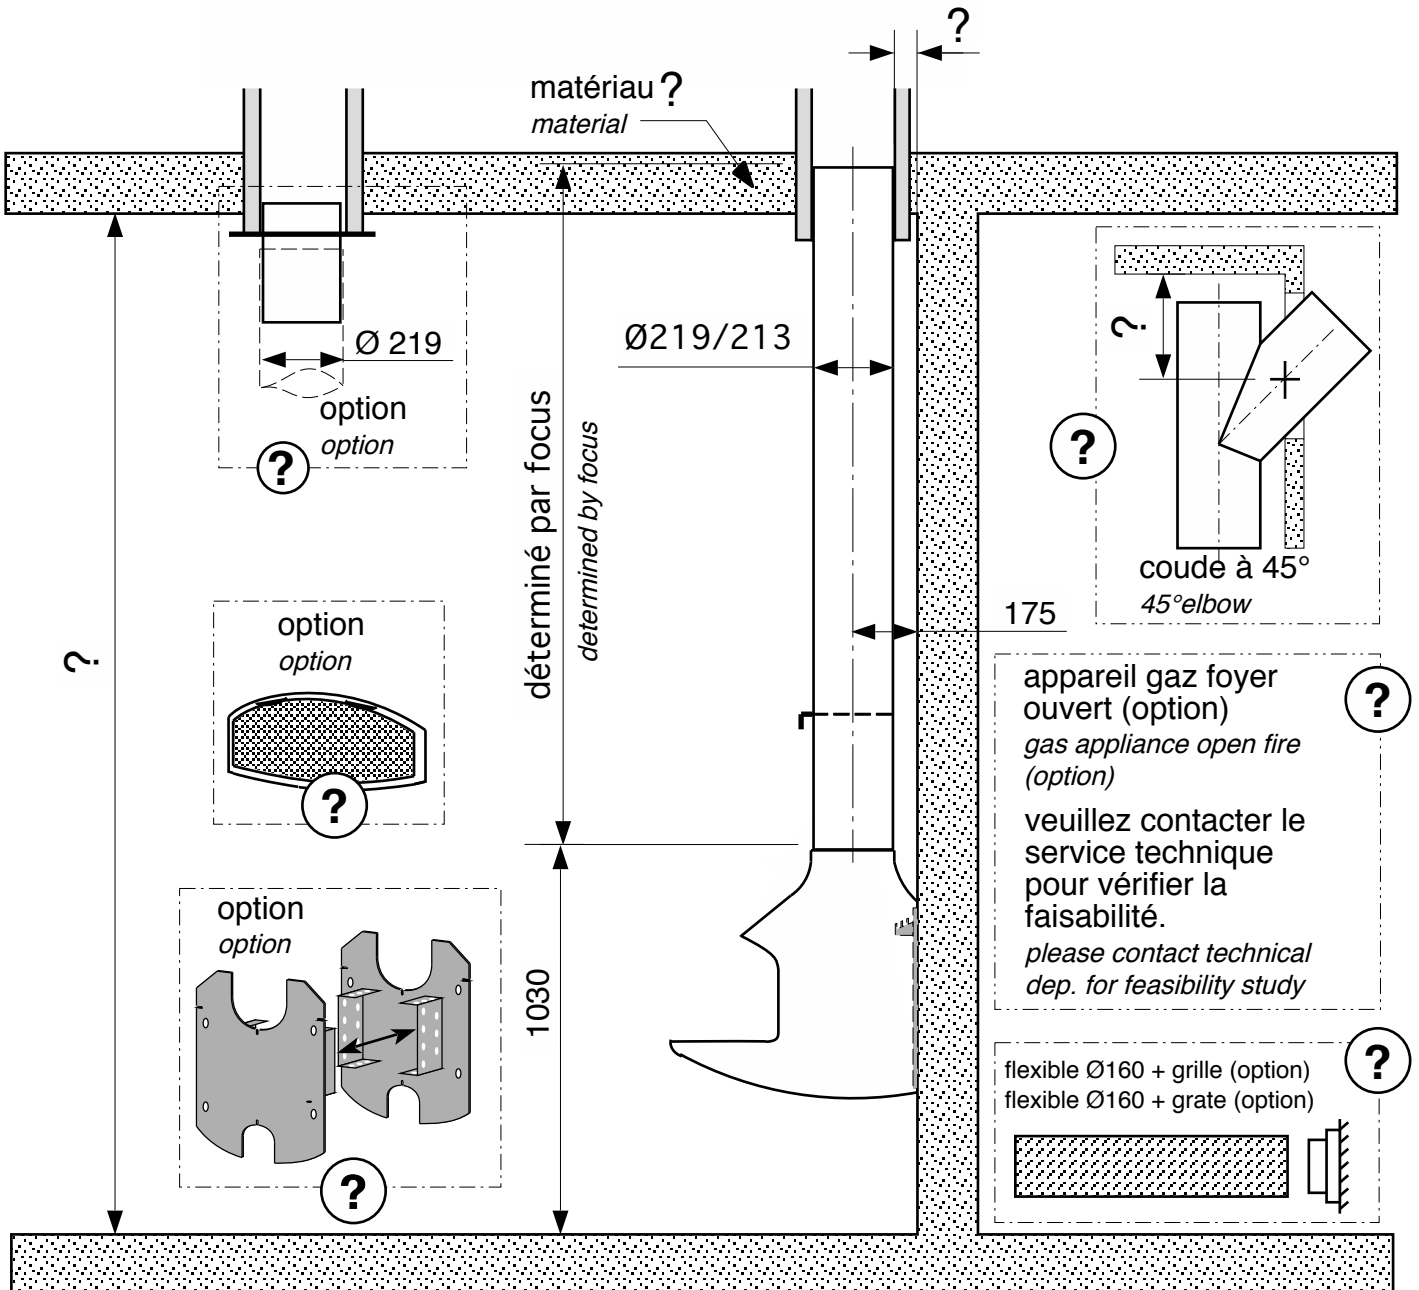 ?
matériau ?
material
Ø 219
option
option
?
Ø219/213
déterminé par focus
determined by focus
?
?
coude à 45°
45°elbow
175
?
option
option
?
appareil gaz foyer
ouvert (option)
gas appliance open fire
(option)
veuillez contacter le
service technique
pour vérifier la
faisabilité.
please contact technical
dep. for feasibility study
?
option
option
?
1030
flexible Ø160 + grille (option)
flexible Ø160 + grate (option)
?